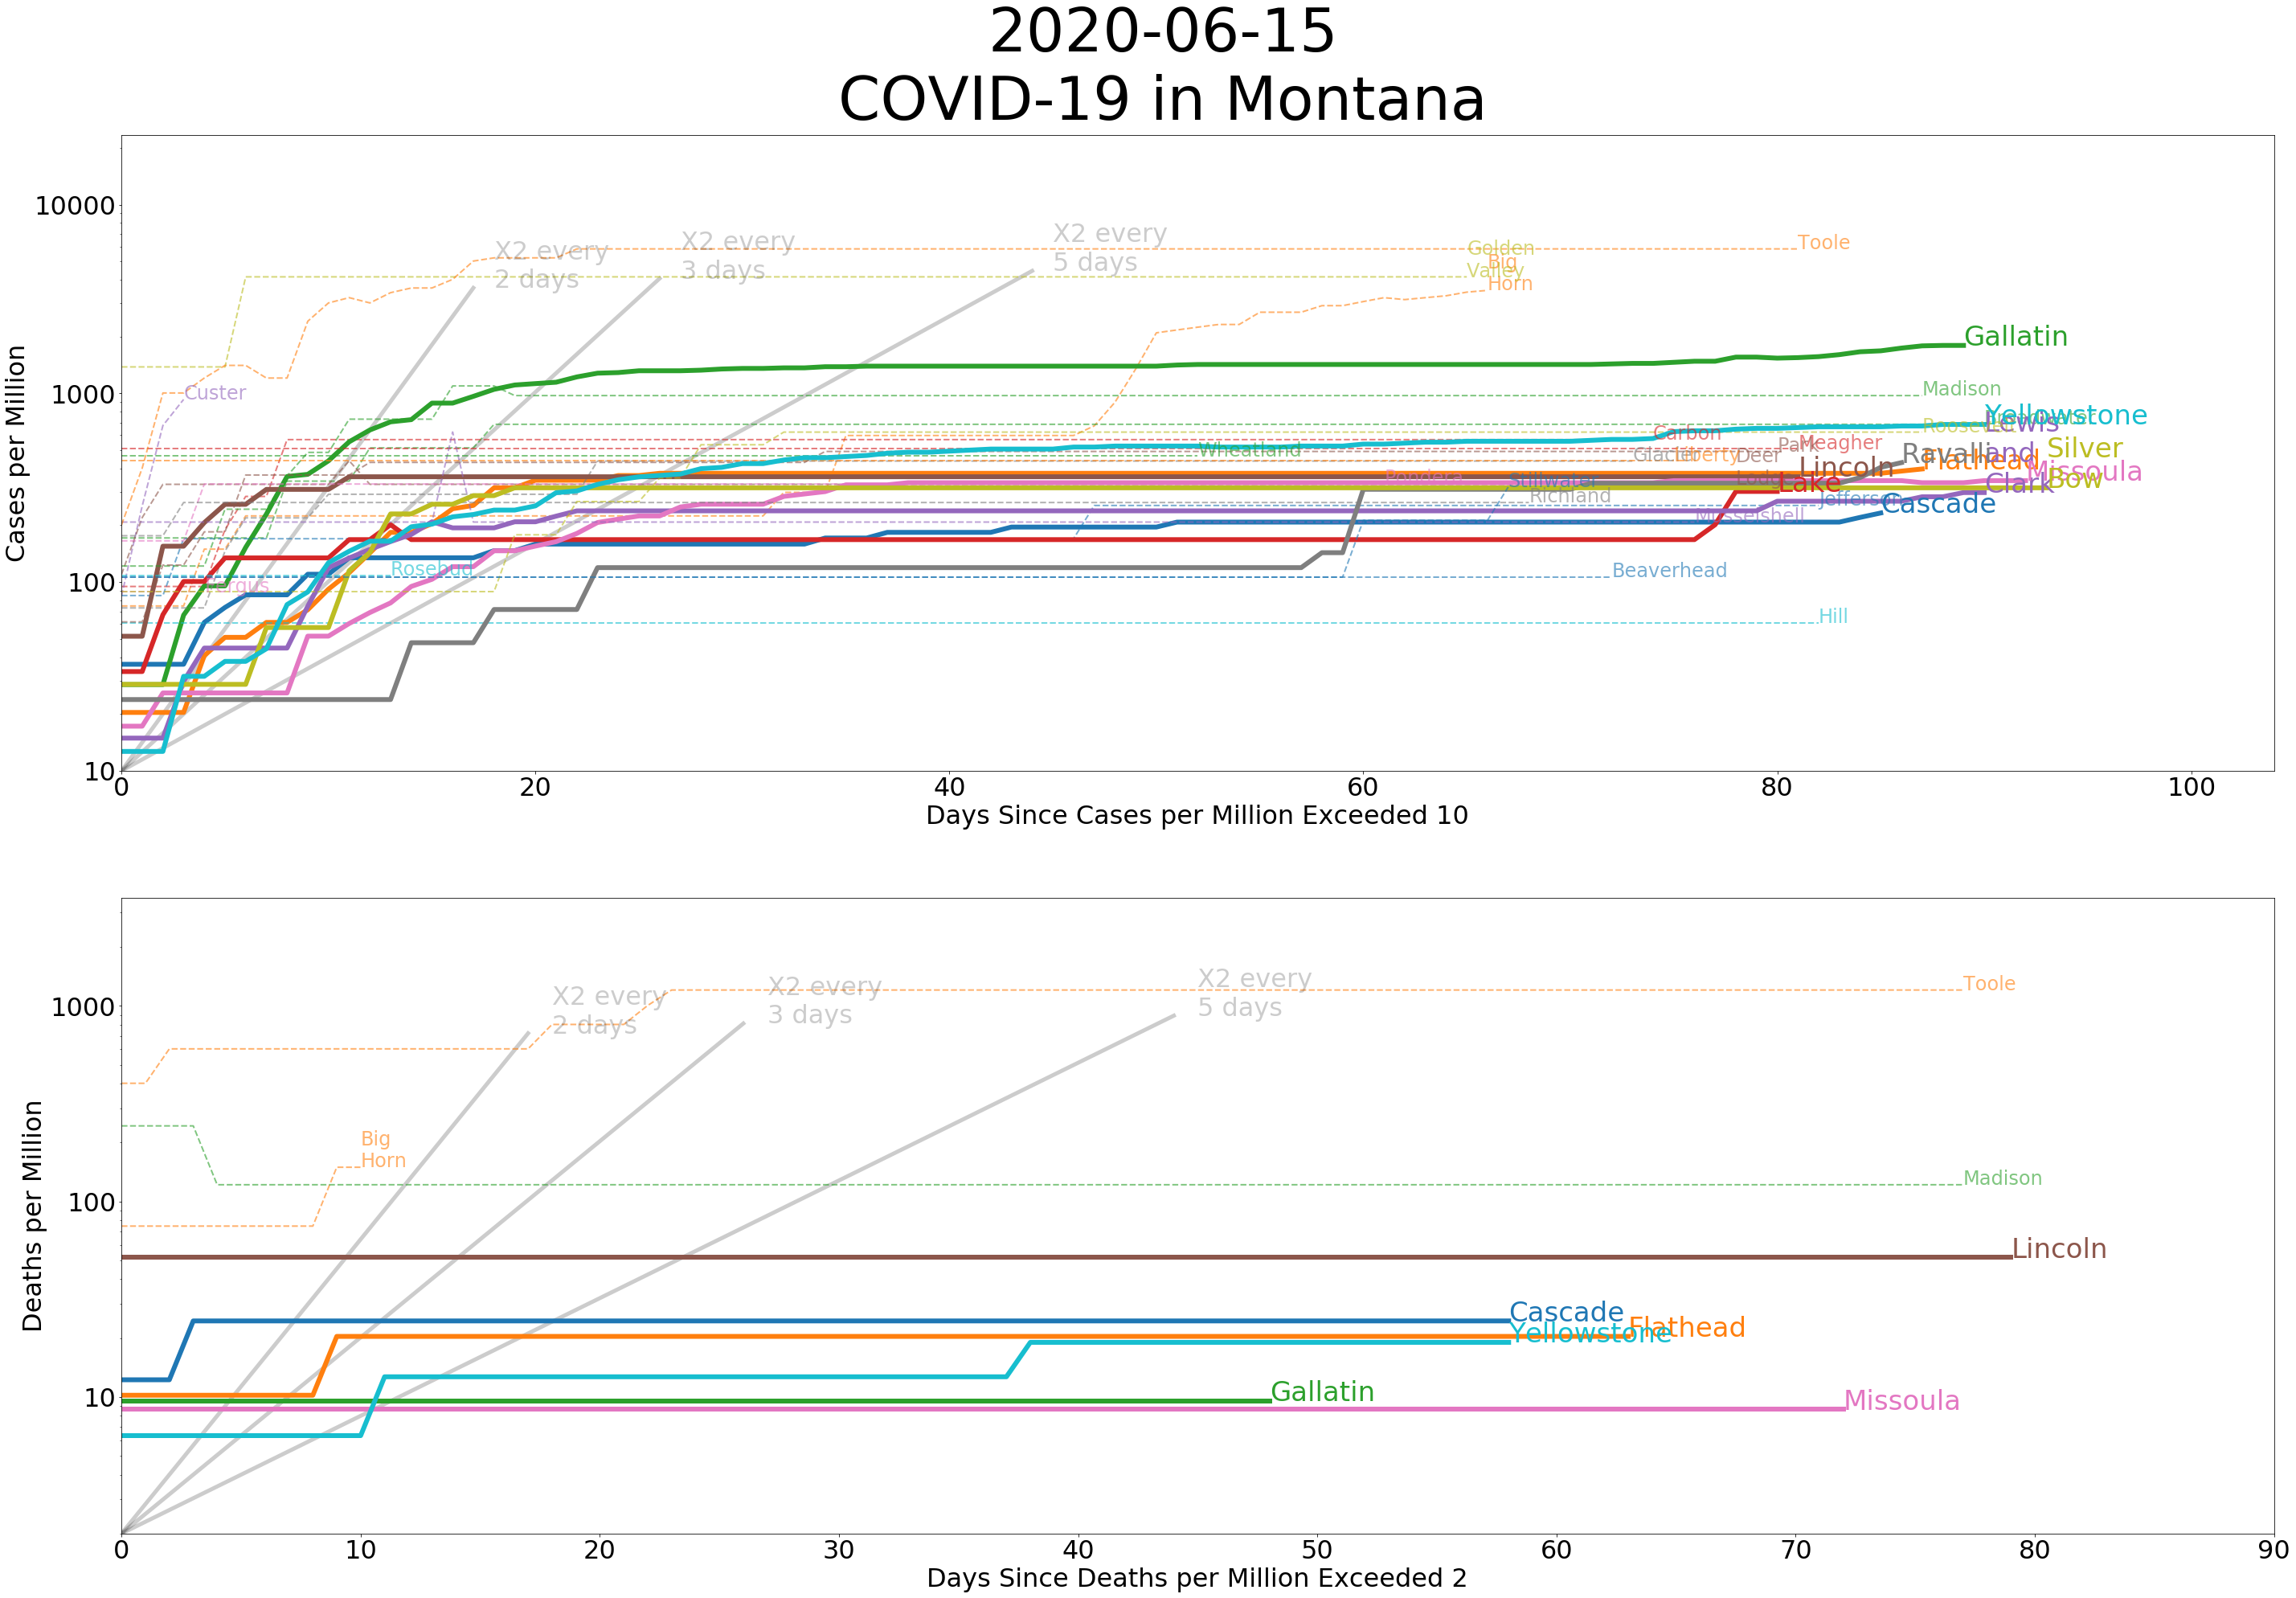 2020-06-15
COVID-19 in Montana
Cases per Million
10000
1000
100
10
X2 every
2 days
X2 every
3 days
X2 every
5 days
Toole
Golden
Valley
Big
Horn
Gallatin
Custer
Madison
Yellowstone
Roosevelt
Lewis
and
Clark
Carbon
Meagher
Park
Wheatland
Glacier
Liberty
Deer
Lodge
Ravalli
Flathead
Silver
Bow
Missoula
Lincoln
Lake
Stillwater
Richland
Jefferson
Cascade
Musselshell
Rosebud
Fergus
Beaverhead
Hill
0
20
40
60
80
100
Days Since Cases per Million Exceeded 10
Deaths per Million
1000
100
10
X2 every
2 days
X2 every
3 days
X2 every
5 days
Toole
Big
Horn
Madison
Lincoln
Cascade
Flathead
Yellowstone
Gallatin
Missoula
0
10
20
30
40
50
60
70
80
90
Days Since Deaths per Million Exceeded 2